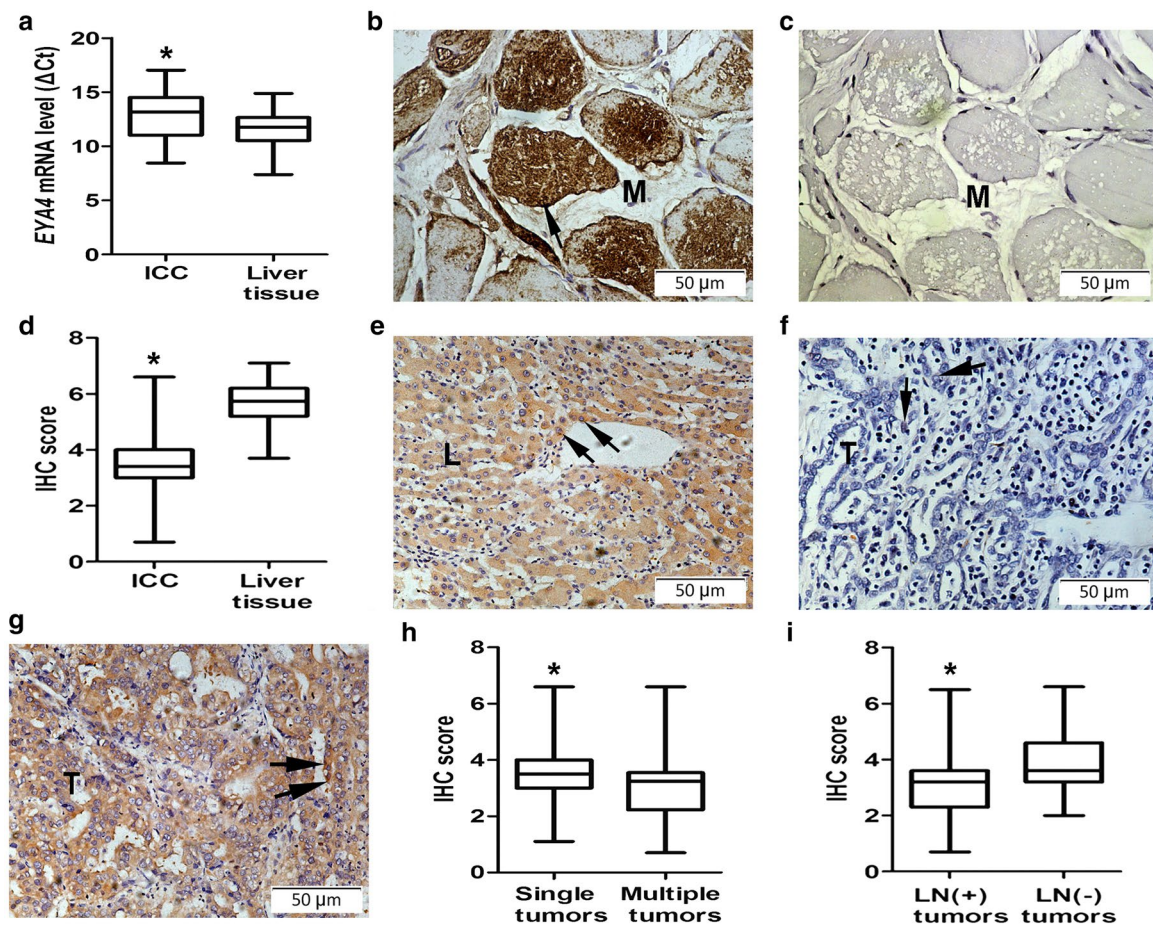 a
EYA4 mRNA level (ΔCt)
20
15
10
5
0
*
ICC
Liver
tissue
b
M
50 µm
c
M
50 µm
d
IHC score
8
6
4
2
0
*
ICC
Liver
tissue
e
L
50 µm
f
T
50 µm
g
T
50 µm
h
IHC score
8
6
4
2
0
*
Single
tumors
Multiple
tumors
i
IHC score
8
6
4
2
0
*
LN(+)
tumors
LN(-)
tumors